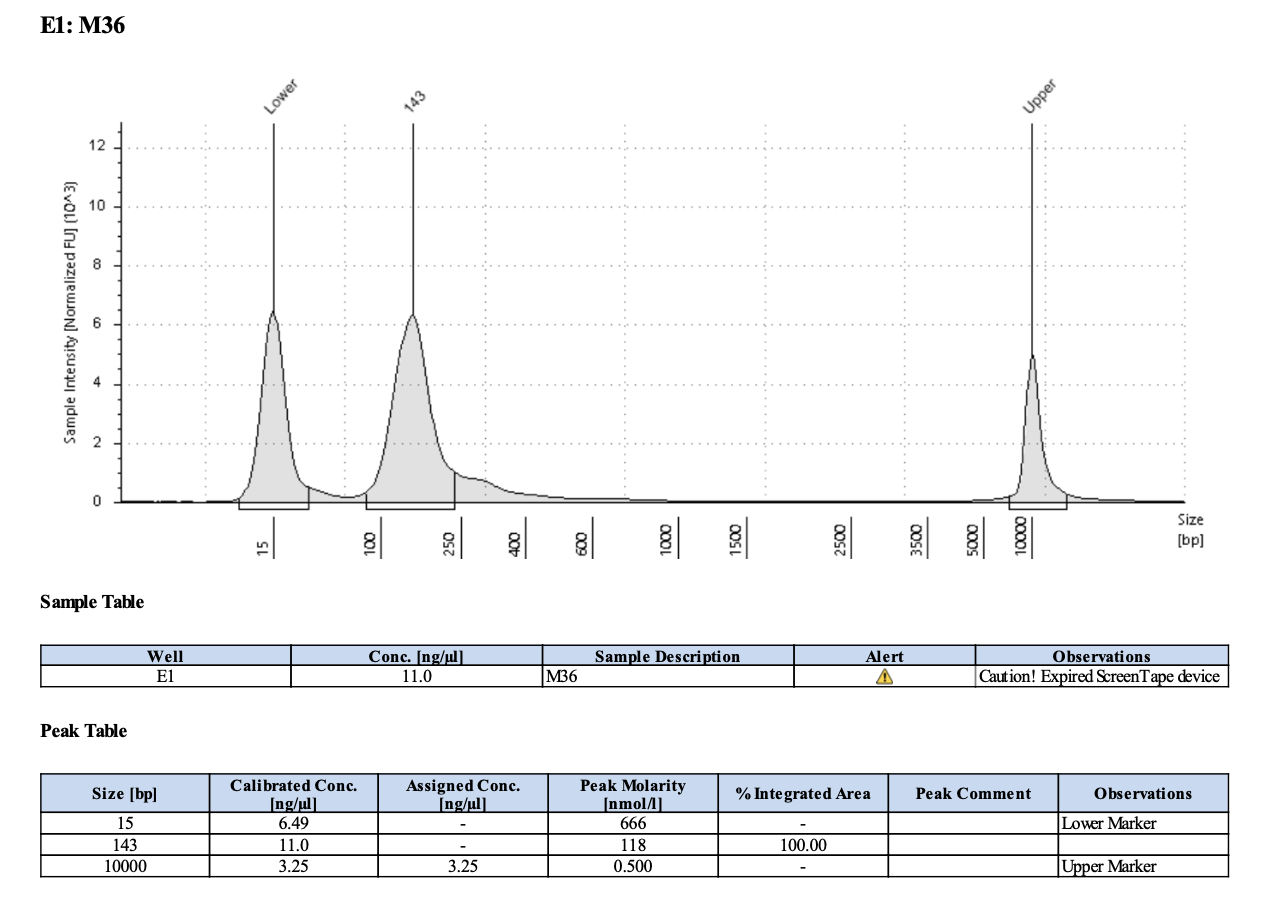 E1: M36
Lower
143
Upper
Sample Intensity [Normalized FU] (10^3)
12
10
8
6
4
2
0
15
100
250
400
600
1000
1500
2500
3500
5000
10000
Size
[bp]
Sample Table
Well Conc. [ng/µl] Sample Description Alert Observations
E1 11.0 M36 Caution! Expired ScreenTape device
Peak Table
Size [bp] Calibrated Conc. [ng/µl] Assigned Conc. [ng/µl] Peak Molarity [nmol/l] % Integrated Area Peak Comment Observations
15 6.49 - 666 - Lower Marker
143 11.0 - 118 100.00
10000 3.25 3.25 0.500 - Upper Marker